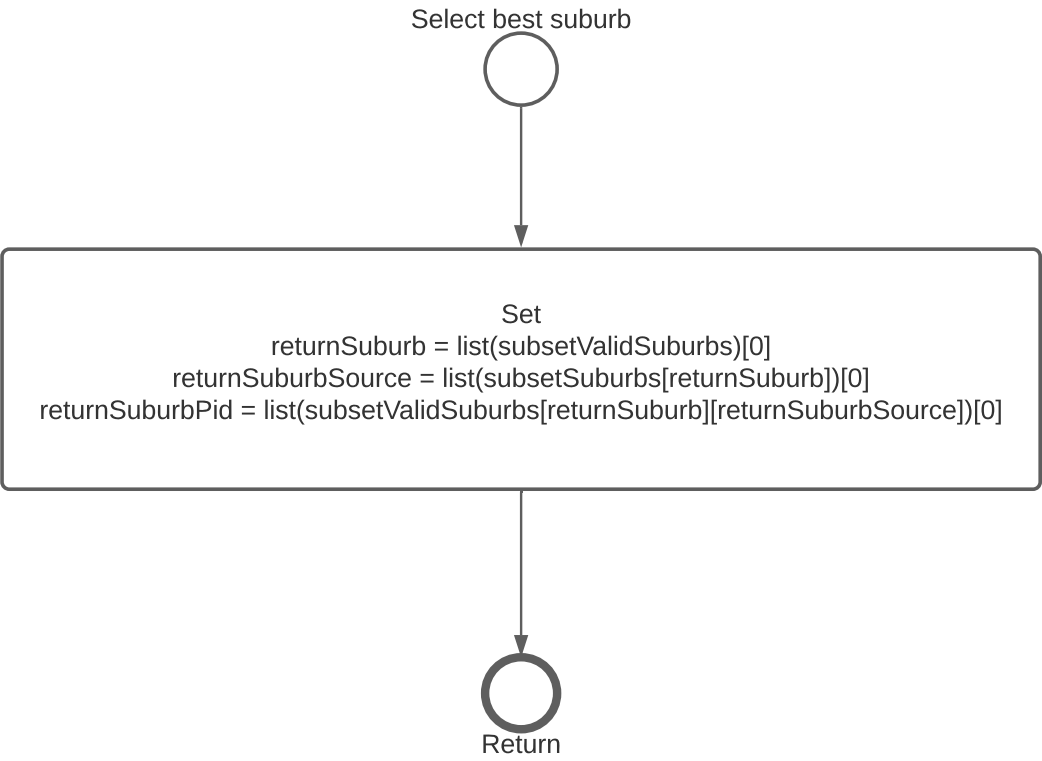 Select best suburb
Set
returnSuburb = list(subsetValidSuburbs)[0]
returnSuburbSource = list(subsetSuburbs[returnSuburb])[0]
returnSuburbPid = list(subsetValidSuburbs[returnSuburb][returnSuburbSource])[0]
Return